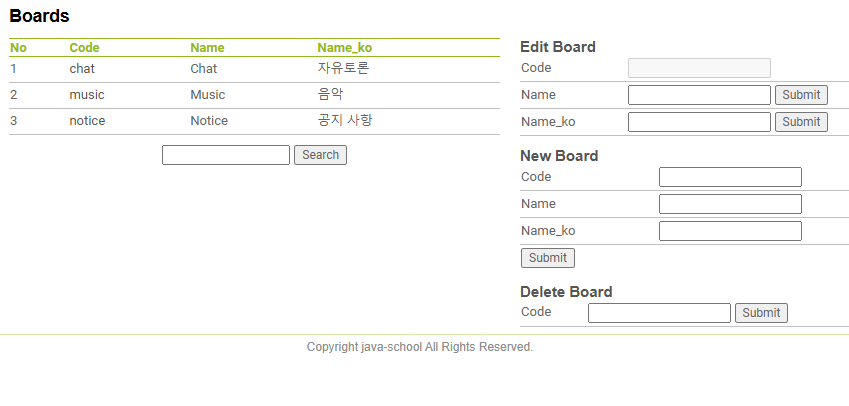 Boards
No Code Name Name_ko
1 chat Chat 자유토론
2 music Music 음악
3 notice Notice 공지 사항
Search
Edit Board
Code
Name Submit
Name_ko Submit
New Board
Code
Name
Name_ko
Submit
Delete Board
Code Submit
Copyright java-school All Rights Reserved.